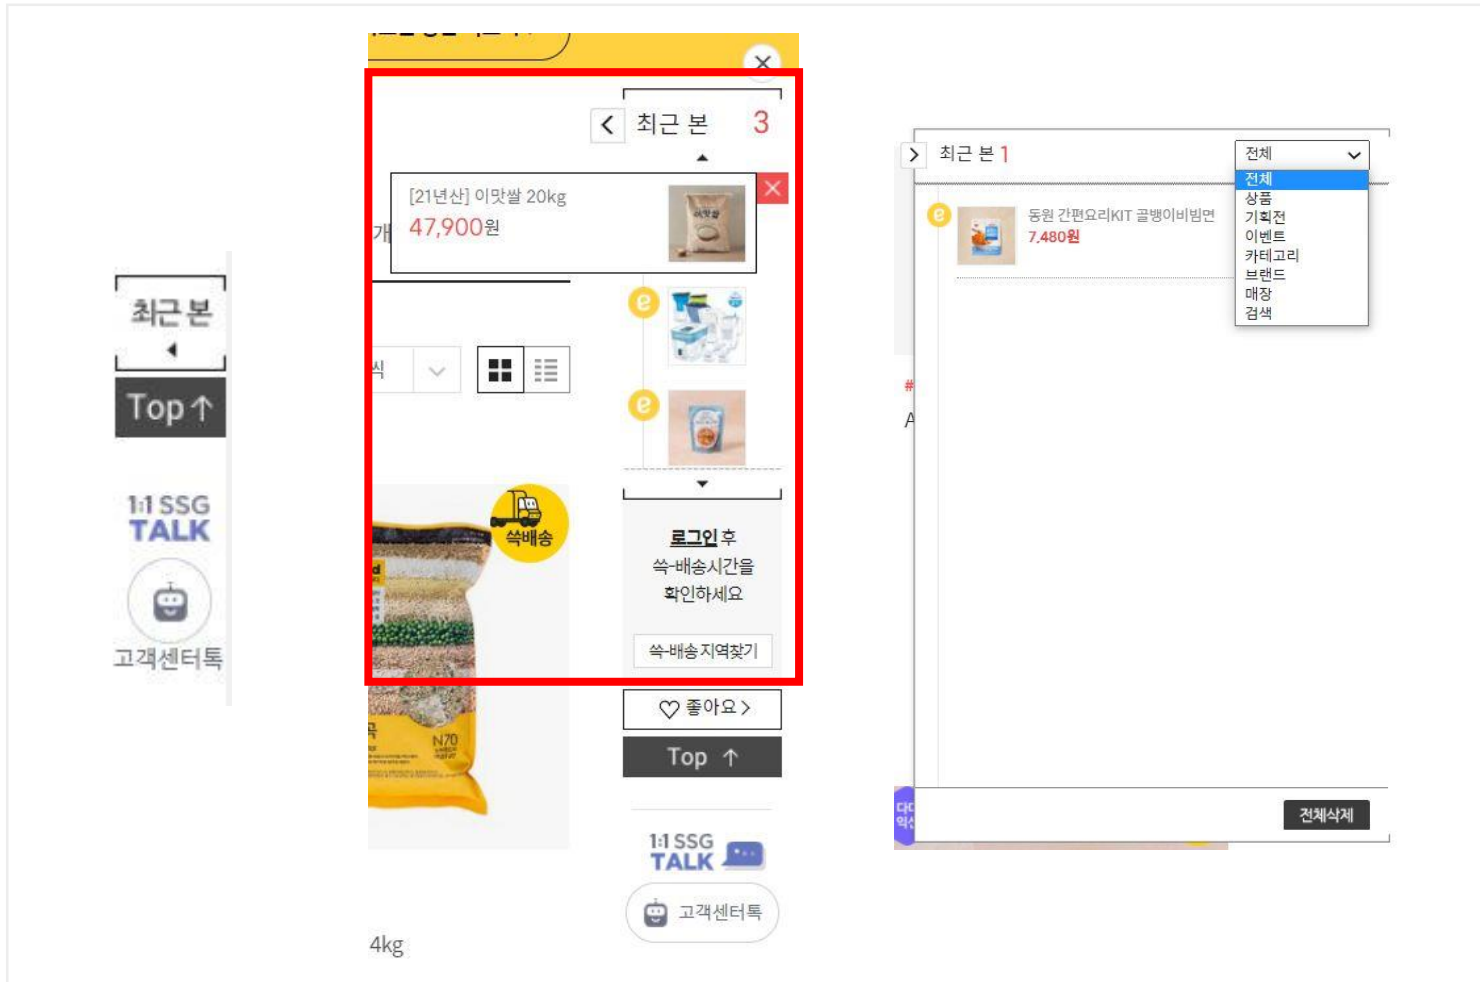 최근 본
Top ↑
1:1 SSG
TALK
고객센터톡
최근 본 3
[21년산] 이맛쌀 20kg
47,900원
개
식
쓱배송
로그인 후
쓱-배송시간을
확인하세요
쓱-배송 지역찾기
좋아요 >
Top ↑
N70
1:1 SSG
TALK
고객센터톡
4kg
최근 본 1
전체
전체
상품
기획전
이벤트
카테고리
브랜드
매장
검색
동원 간편요리KIT 골뱅이비빔면
7,480원
#
A
전체삭제